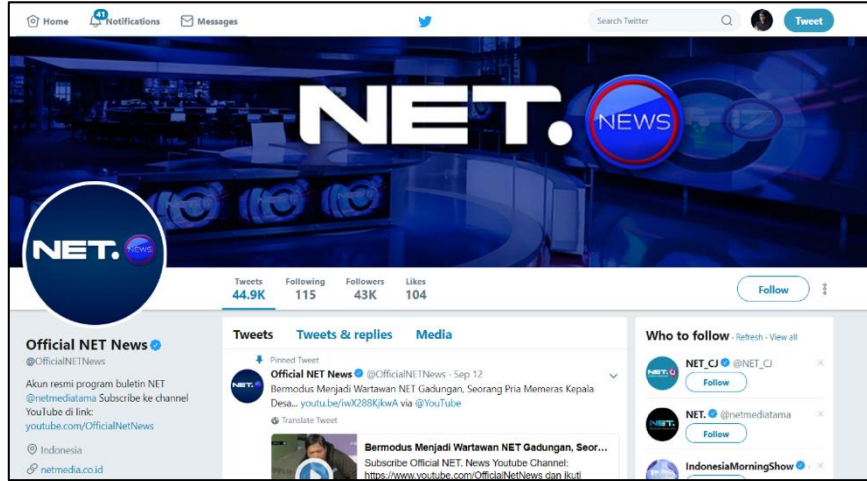 Home
41
Notifications
Messages
Search Twitter
Tweet
NET. NEWS
NET. NEWS
Tweets Following Followers Likes
44.9K 115 43K 104
Follow
Official NET News
@OfficialNETNews
Akun resmi program buletin NET
@netmediatama Subscribe ke channel
YouTube di link:
youtube.com/OfficialNetNews
Indonesia
netmedia.co.id
Tweets Tweets & replies Media
Pinned Tweet
Official NET News @OfficialNETNews - Sep 12
Bermodus Menjadi Wartawan NET Gadungan, Seorang Pria Memeras Kepala
Desa... youtu.be/iwX288KjkwA via @YouTube
Translate Tweet
Bermodus Menjadi Wartawan NET Gadungan, Seor...
Subscribe Official NET. News Youtube Channel:
https://www.youtube.com/OfficialNetNews dan ikuti
Who to follow - Refresh - View all
NET_CJ @NET_CJ
Follow
NET. @netmediatama
Follow
IndonesiaMorningShow